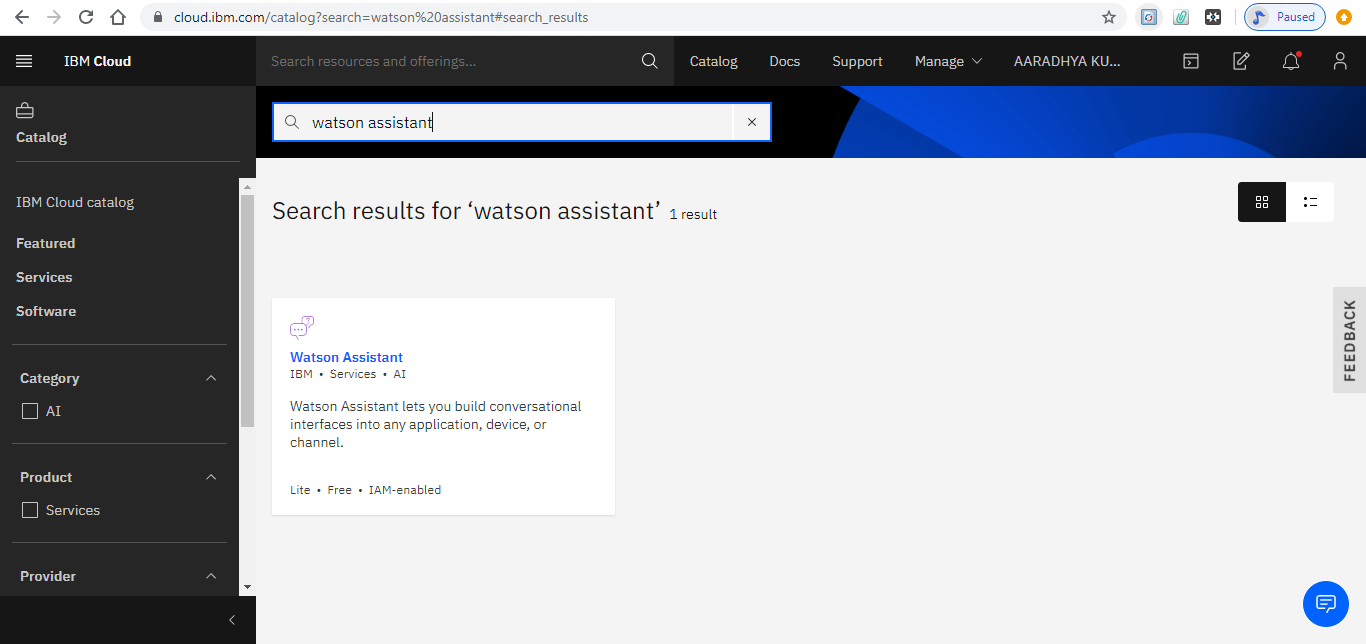 cloud.ibm.com/catalog?search=watson%20assistant#search_results
Paused
IBM Cloud
Search resources and offerings...
Catalog
Docs
Support
Manage
AARADHYA KU...
Catalog
watson assistant
IBM Cloud catalog
Featured
Services
Software
Category
AI
Product
Services
Provider
Search results for ‘watson assistant’ 1 result
Watson Assistant
IBM • Services • AI
Watson Assistant lets you build conversational
interfaces into any application, device, or
channel.
Lite • Free • IAM-enabled
FEEDBACK